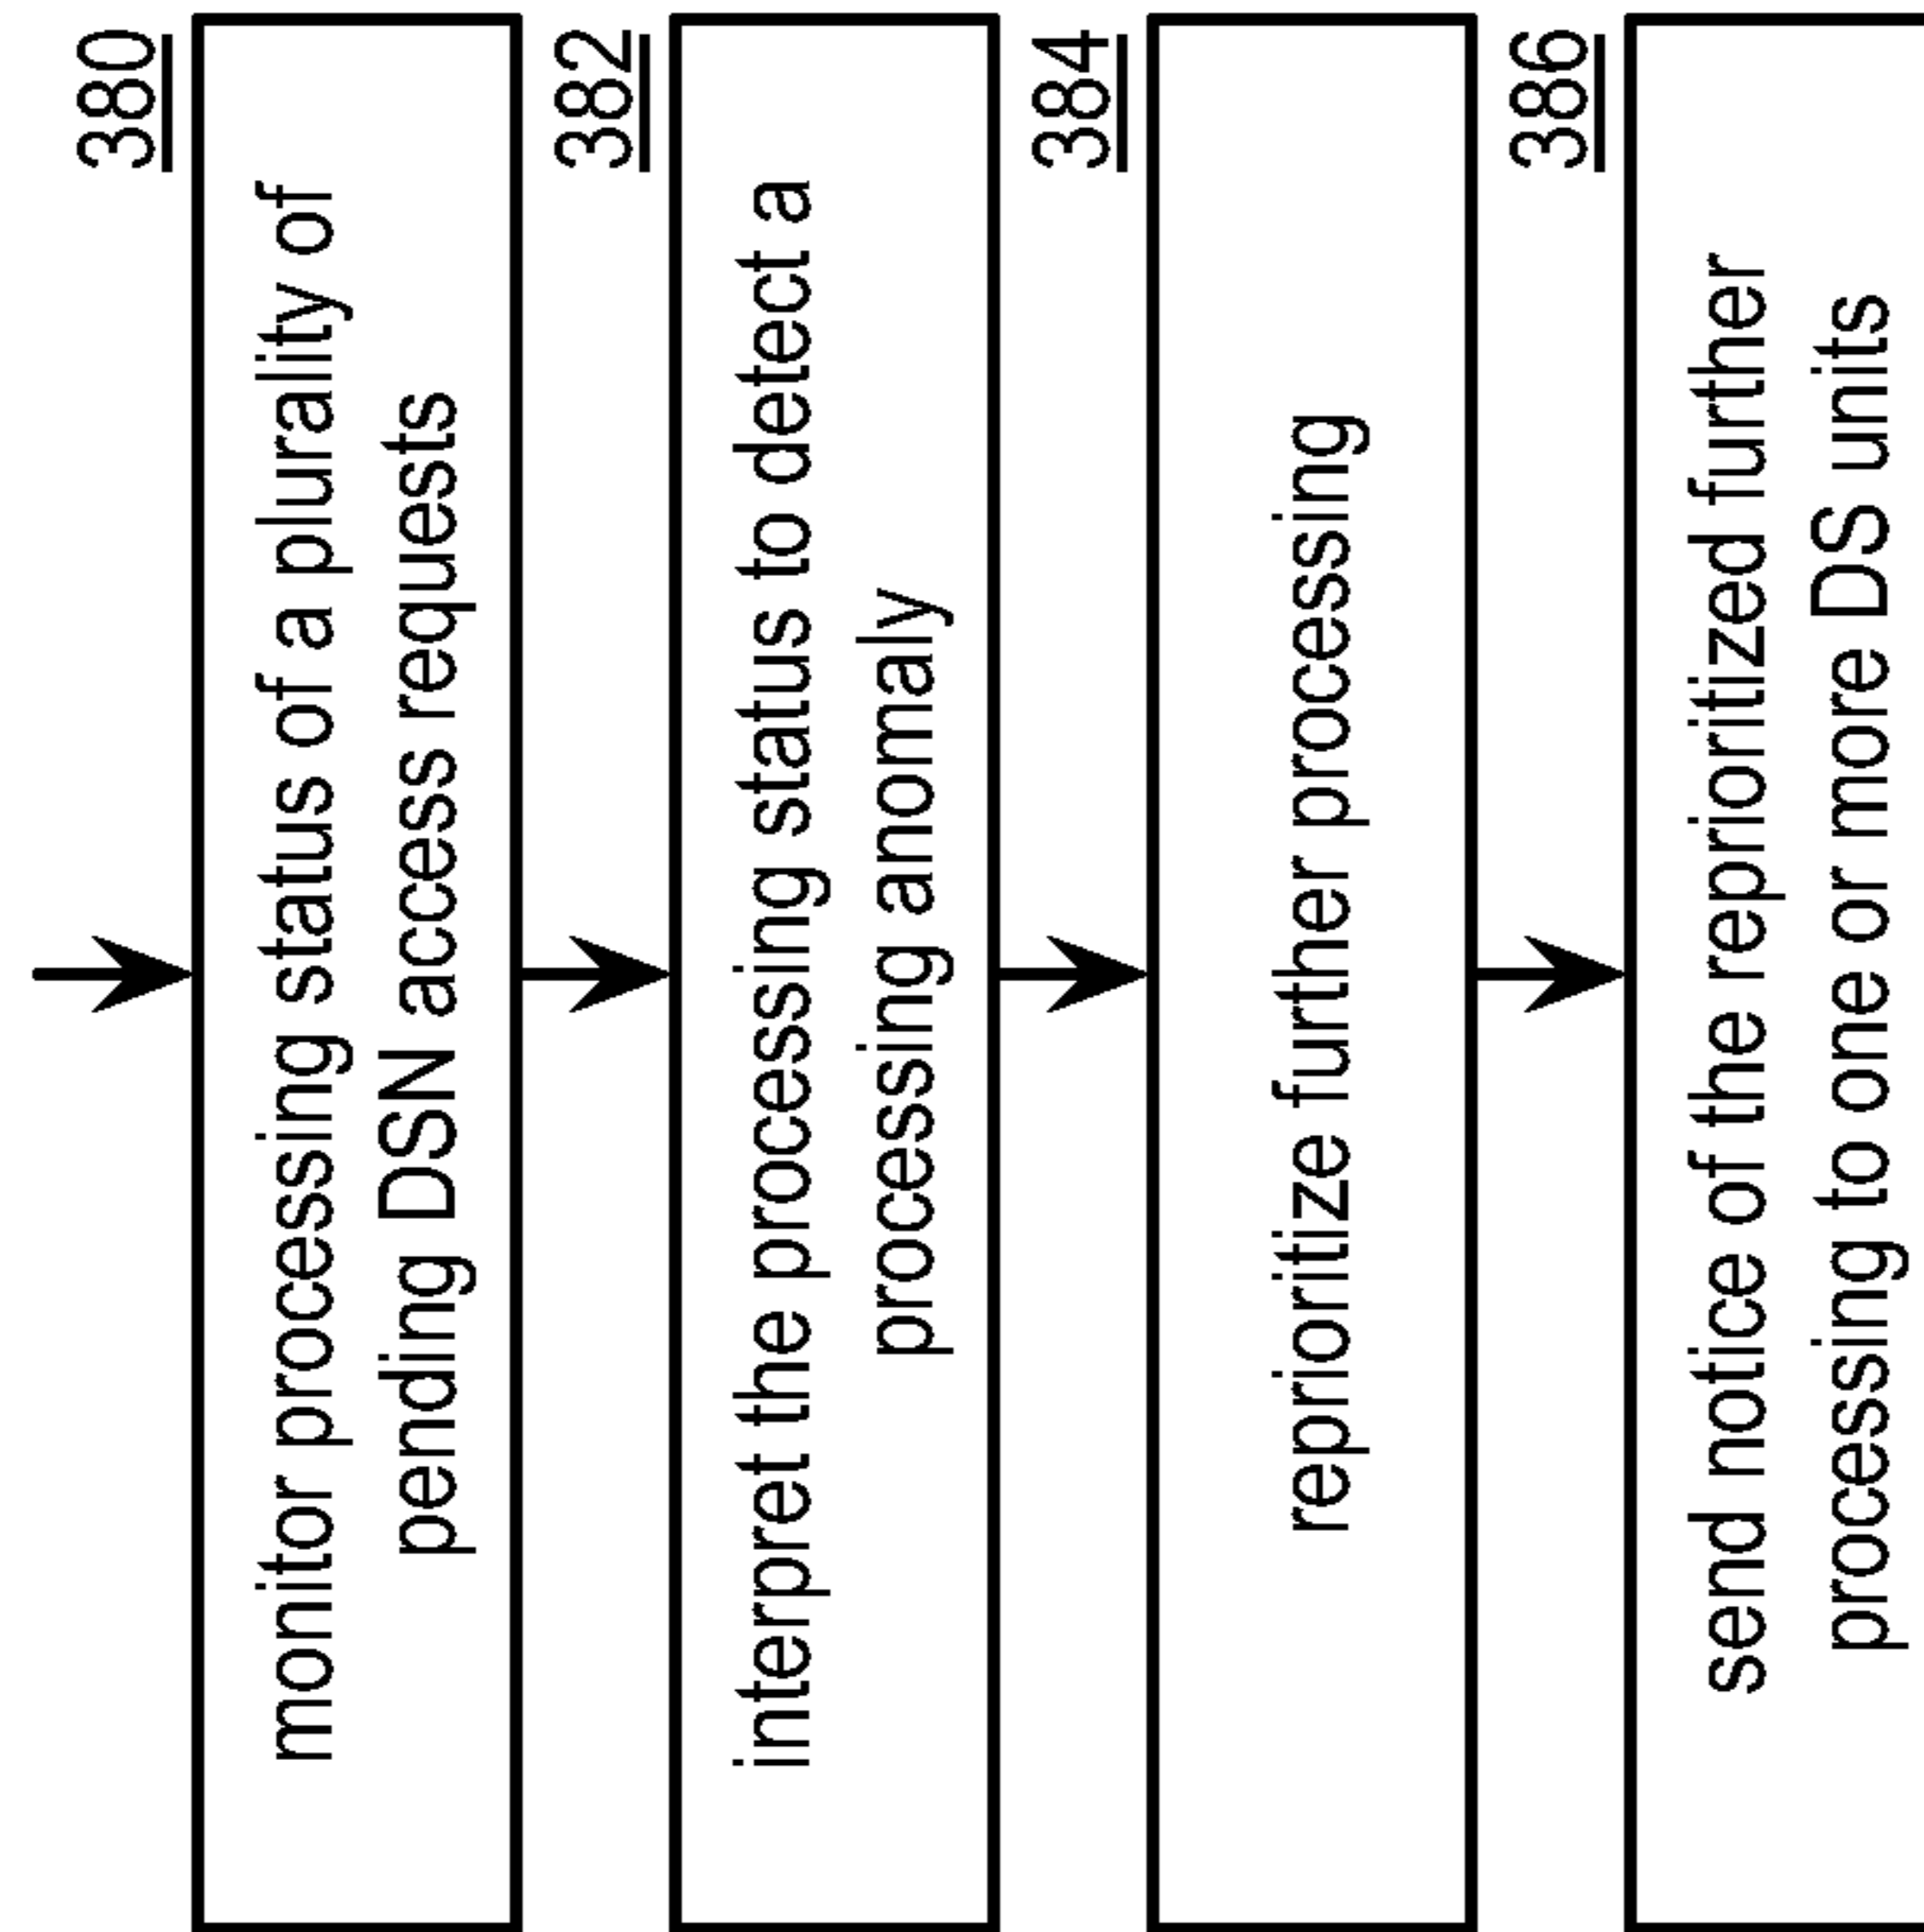 380
monitor processing status of a plurality of
pending DSN access requests
382
interpret the processing status to detect a
processing anomaly
384
reprioritize further processing
386
send notice of the reprioritized further
processing to one or more DS units